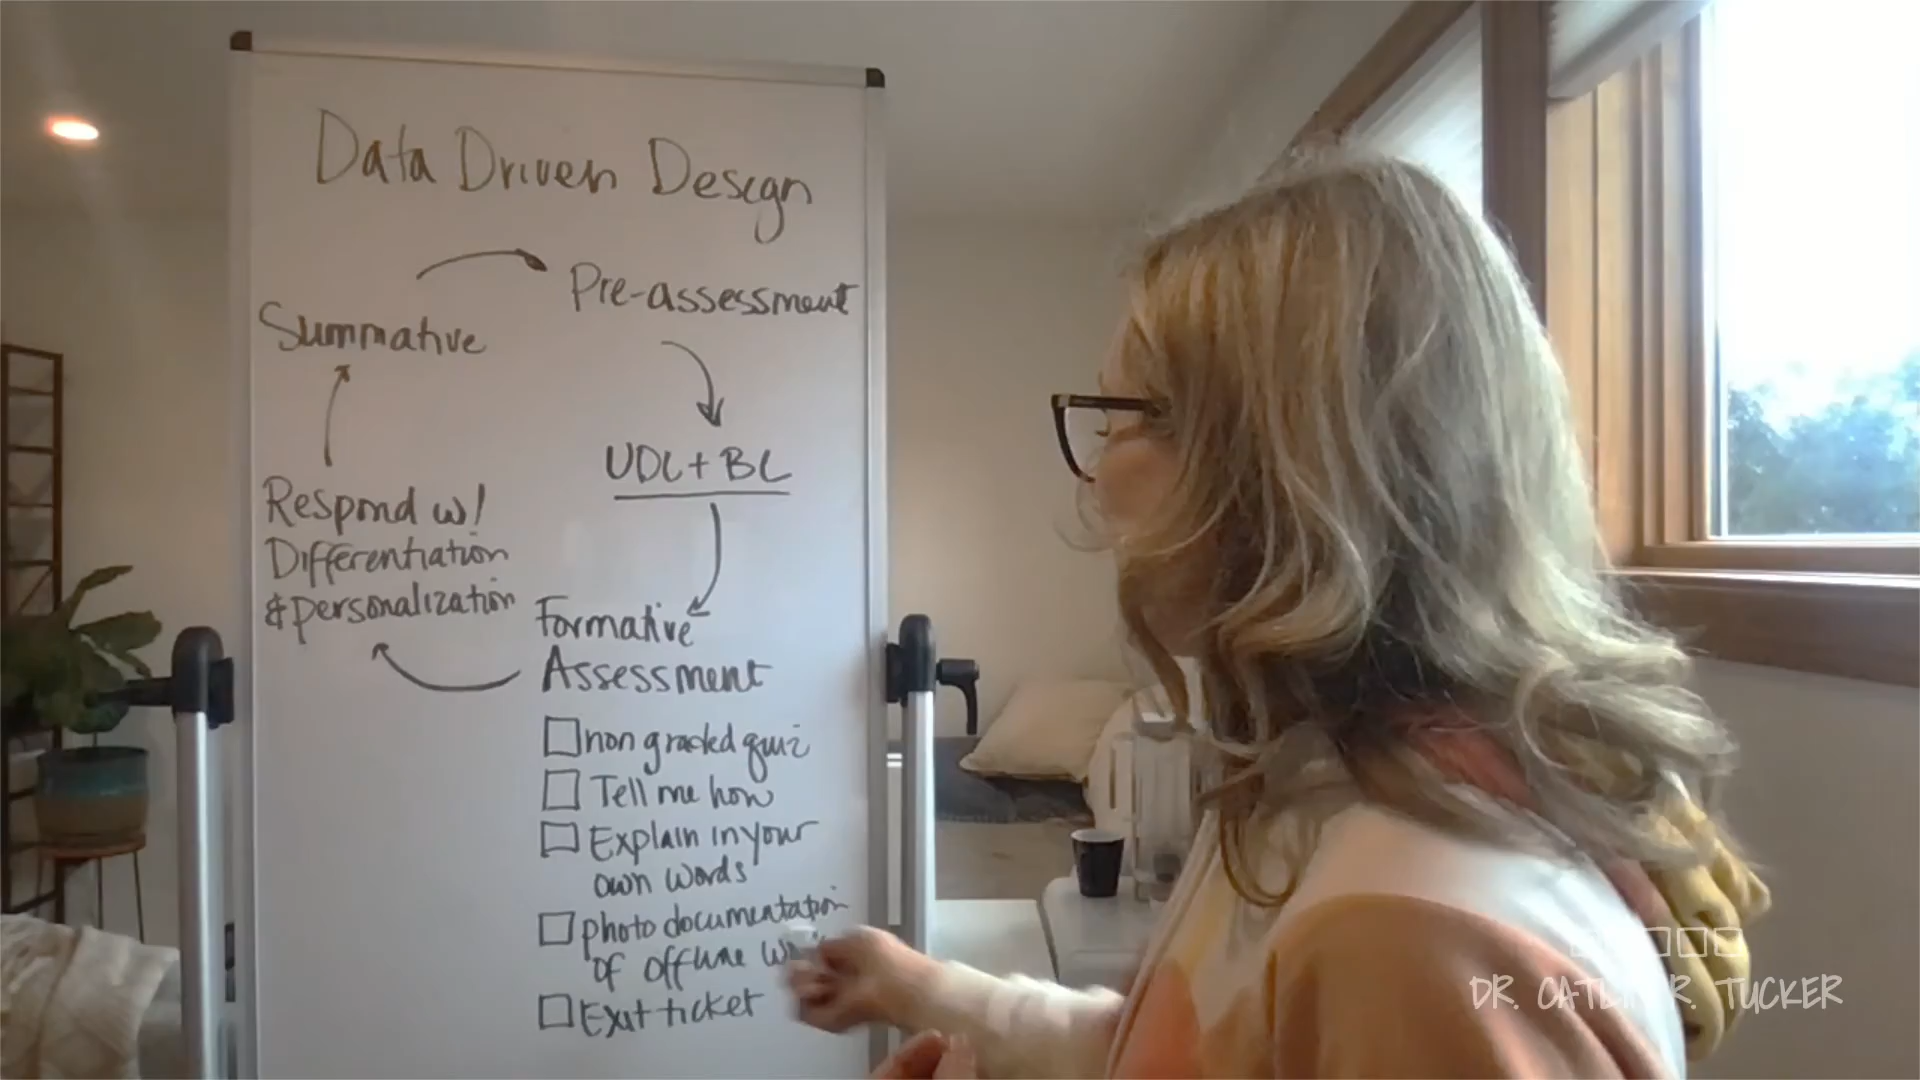 Data Driven Design
Pre-assessment
Summative
UDL + BL
Respond w/
Differentiation
& personalization
Formative
Assessment
non graded quiz
Tell me how
Explain in your
own words
photo documentation
of offline
Exit ticket
DR. CATLIN R. TUCKER